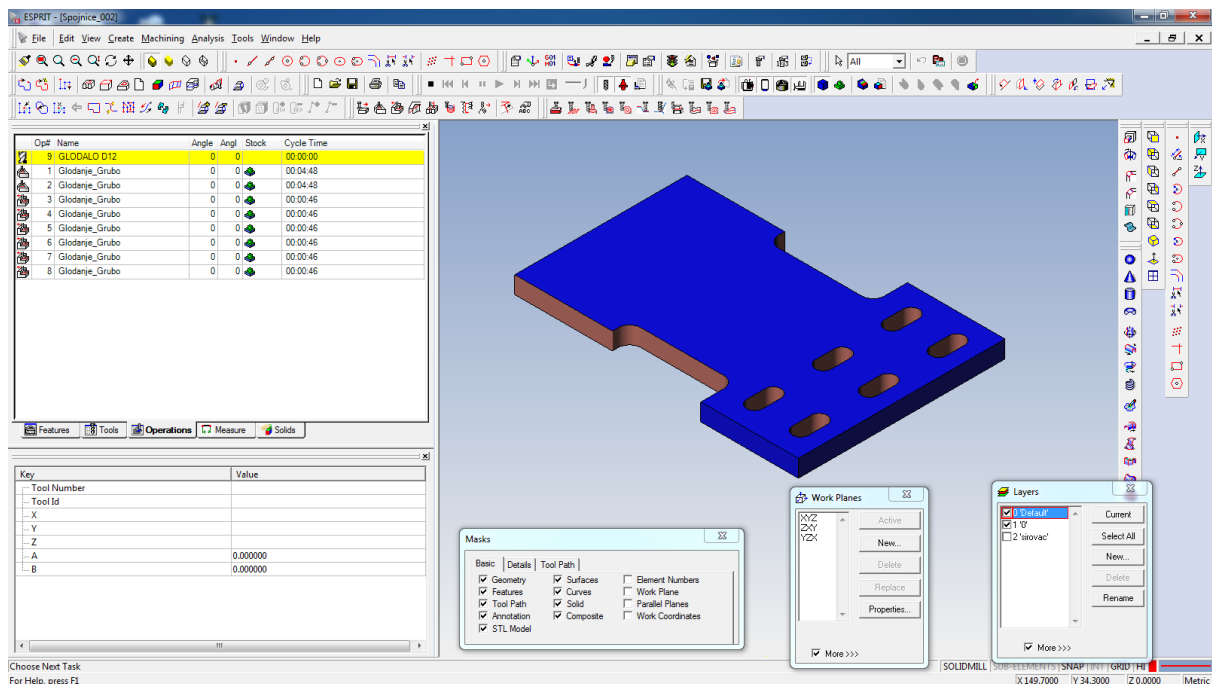 ESPRIT - [Spojnice_002]
File Edit View Create Machining Analysis Tools Window Help
All
Op# Name Angle Angl Stock Cycle Time
9 GLODALO D12 0 0 00:00:00
1 Glodanje_Grubo 0 0 00:04:48
2 Glodanje_Grubo 0 0 00:04:48
3 Glodanje_Grubo 0 0 00:00:46
4 Glodanje_Grubo 0 0 00:00:46
5 Glodanje_Grubo 0 0 00:00:46
6 Glodanje_Grubo 0 0 00:00:46
7 Glodanje_Grubo 0 0 00:00:46
8 Glodanje_Grubo 0 0 00:00:46
Features Tools Operations Measure Solids
Key Value
Tool Number
Tool Id
X
Y
Z
A 0.000000
B 0.000000
Masks
Basic Details Tool Path
Geometry Surfaces Element Numbers
Features Curves Work Plane
Tool Path Solid Parallel Planes
Annotation Composite Work Coordinates
STL Model
Work Planes
XYZ
ZXY
YZX
Active
New...
Delete
Replace
Properties...
More >>>
Layers
0 'Default'
1 '0'
2 'sirovac'
Current
Select All
New...
Delete
Rename
More >>>
Choose Next Task
SOLIDMILL SUB-ELEMENTS SNAP INT GRID HI
For Help, press F1
X 149.7000 Y 34.3000 Z 0.0000 Metric